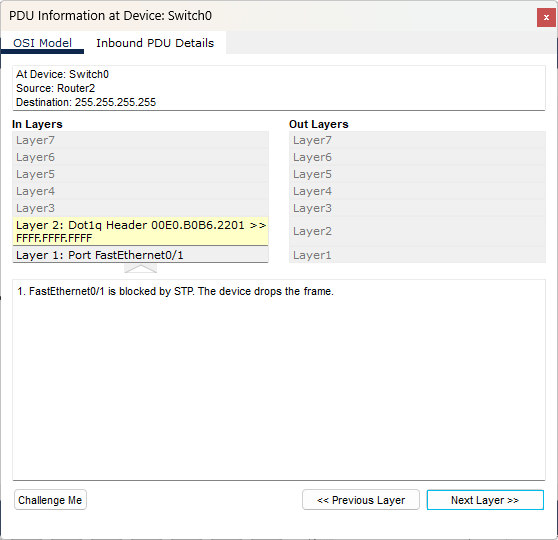 PDU Information at Device: Switch0
x
OSI Model Inbound PDU Details
At Device: Switch0
Source: Router2
Destination: 255.255.255.255
In Layers
Layer7
Layer6
Layer5
Layer4
Layer3
Layer 2: Dot1q Header 00E0.B0B6.2201 >>
FFFF.FFFF.FFFF
Layer 1: Port FastEthernet0/1
Out Layers
Layer7
Layer6
Layer5
Layer4
Layer3
Layer2
Layer1
1. FastEthernet0/1 is blocked by STP. The device drops the frame.
Challenge Me
<< Previous Layer
Next Layer >>